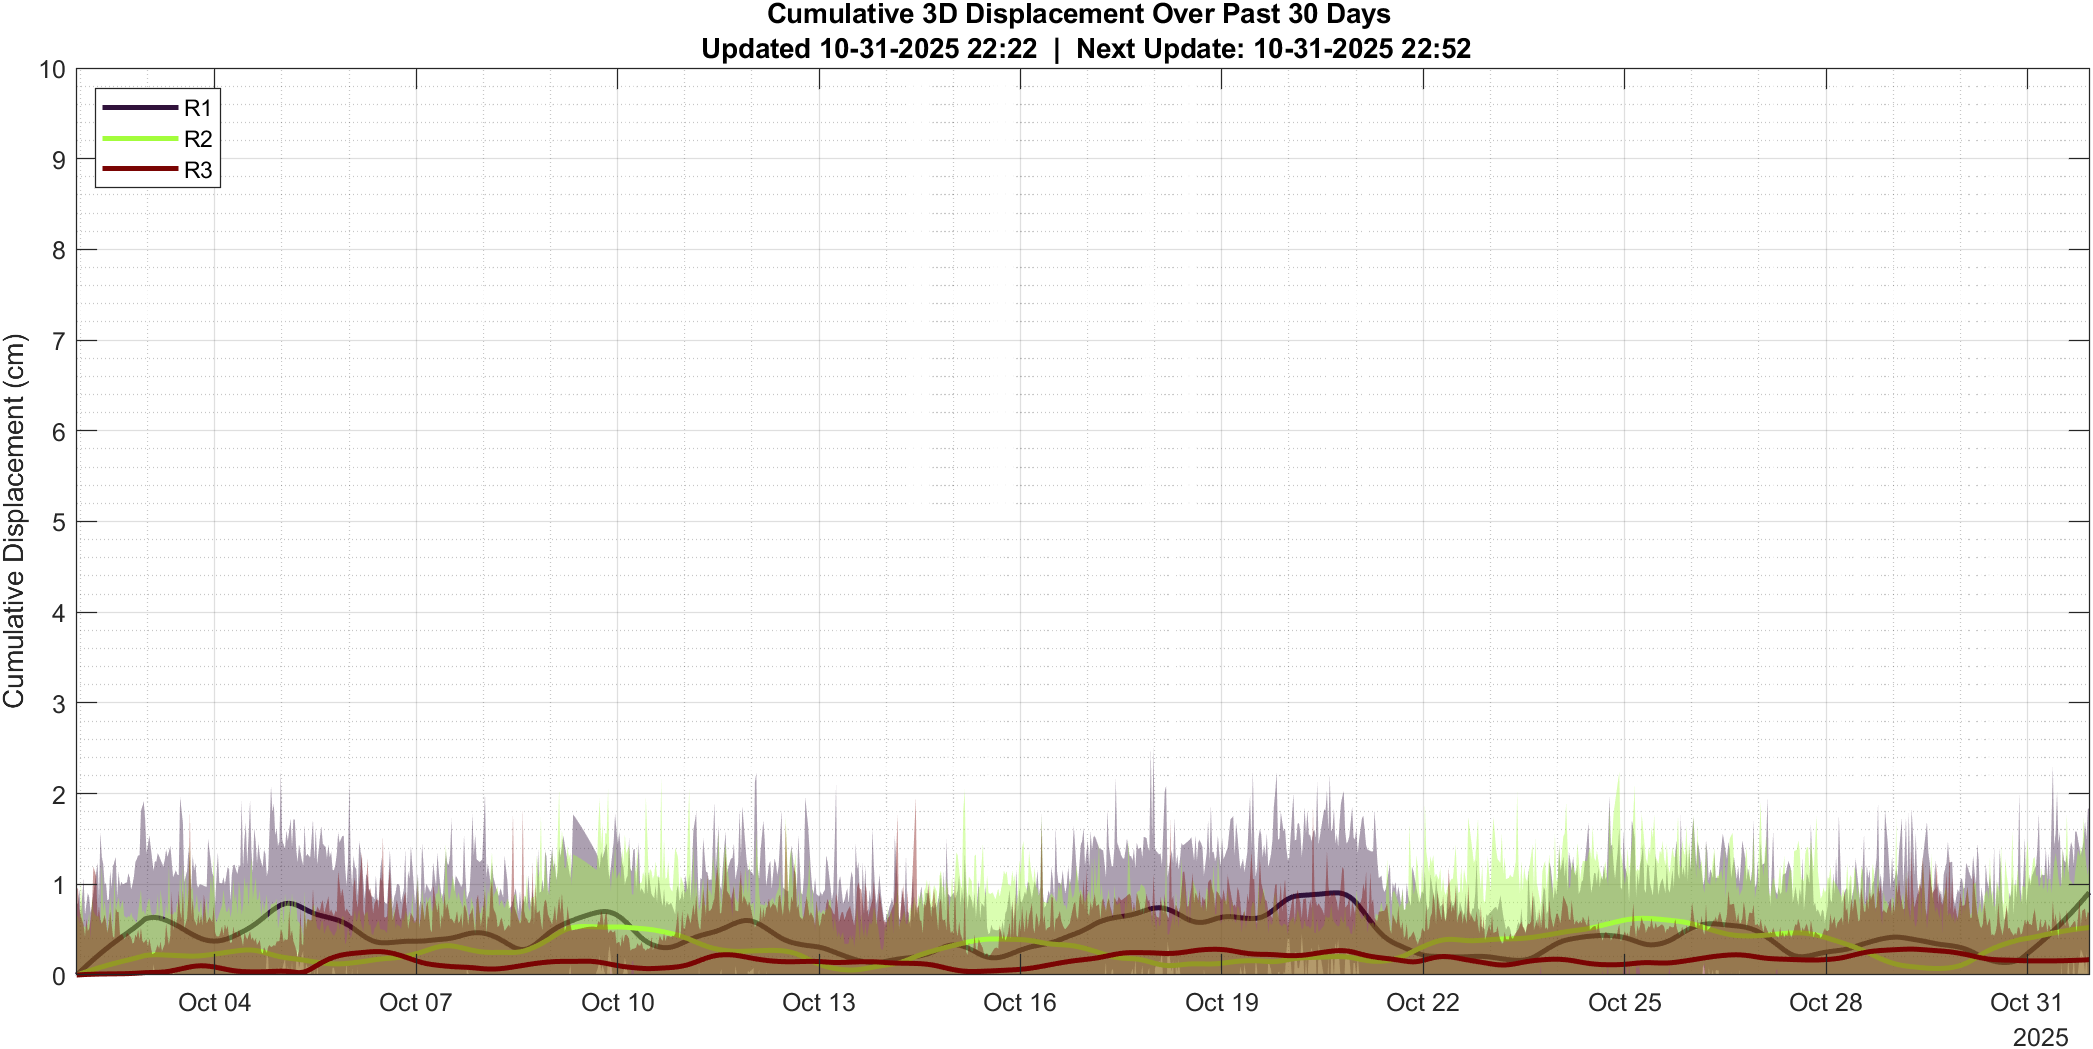 Cumulative 3D Displacement Over Past 30 Days
Updated 10-31-2025 22:22 | Next Update: 10-31-2025 22:52
R1
R2
R3
Cumulative Displacement (cm)
10
9
8
7
6
5
4
3
2
1
0
Oct 04 Oct 07 Oct 10 Oct 13 Oct 16 Oct 19 Oct 22 Oct 25 Oct 28 Oct 31
2025